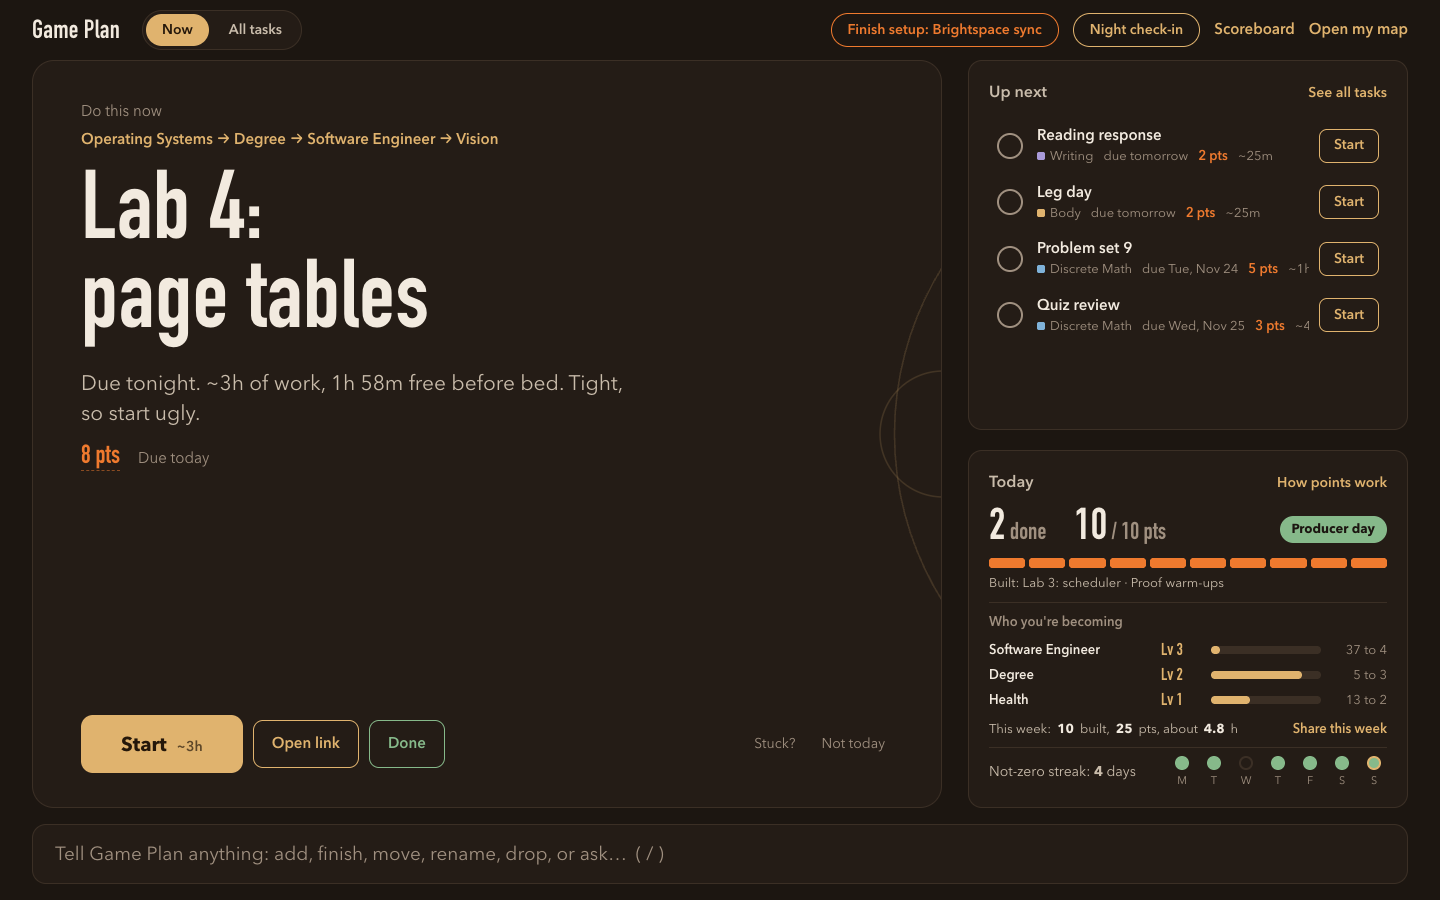 Game Plan
Now
All tasks
Finish setup: Brightspace sync
Night check-in
Scoreboard
Open my map
Do this now
Operating Systems → Degree → Software Engineer → Vision
Lab 4:
page tables
Due tonight. ~3h of work, 1h 58m free before bed. Tight,
so start ugly.
8 pts
Due today
Start ~3h
Open link
Done
Stuck?
Not today
Up next
See all tasks
Reading response
Writing due tomorrow 2 pts ~25m
Start
Leg day
Body due tomorrow 2 pts ~25m
Start
Problem set 9
Discrete Math due Tue, Nov 24 5 pts ~1h
Start
Quiz review
Discrete Math due Wed, Nov 25 3 pts ~4
Start
Today
How points work
2 done 10 / 10 pts
Producer day
Built: Lab 3: scheduler · Proof warm-ups
Who you're becoming
Software Engineer Lv 3 37 to 4
Degree Lv 2 5 to 3
Health Lv 1 13 to 2
This week: 10 built, 25 pts, about 4.8 h
Share this week
Not-zero streak: 4 days
M T W T F S S
Tell Game Plan anything: add, finish, move, rename, drop, or ask… ( / )